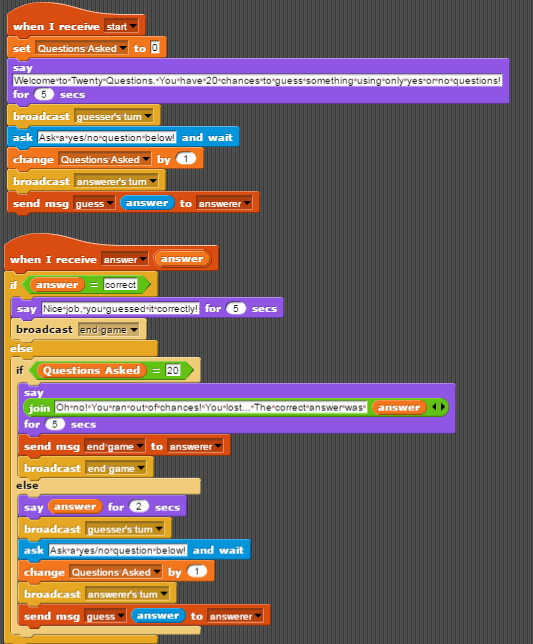 when I receive start
set Questions Asked to 0
say
Welcome to Twenty Questions. You have 20 chances to guess something using only yes or no questions!
for 5 secs
broadcast guesser's turn
ask Ask a yes/no question below! and wait
change Questions Asked by 1
broadcast answerer's turn
send msg guess answer to answerer
when I receive answer answer
if answer = correct
say Nice job, you guessed it correctly! for 5 secs
broadcast end game
else
if Questions Asked = 20
say
join Oh no! You ran out of chances! You lost... The correct answer was answer
for 5 secs
send msg end game to answerer
broadcast end game
else
say answer for 2 secs
broadcast guesser's turn
ask Ask a yes/no question below! and wait
change Questions Asked by 1
broadcast answerer's turn
send msg guess answer to answerer